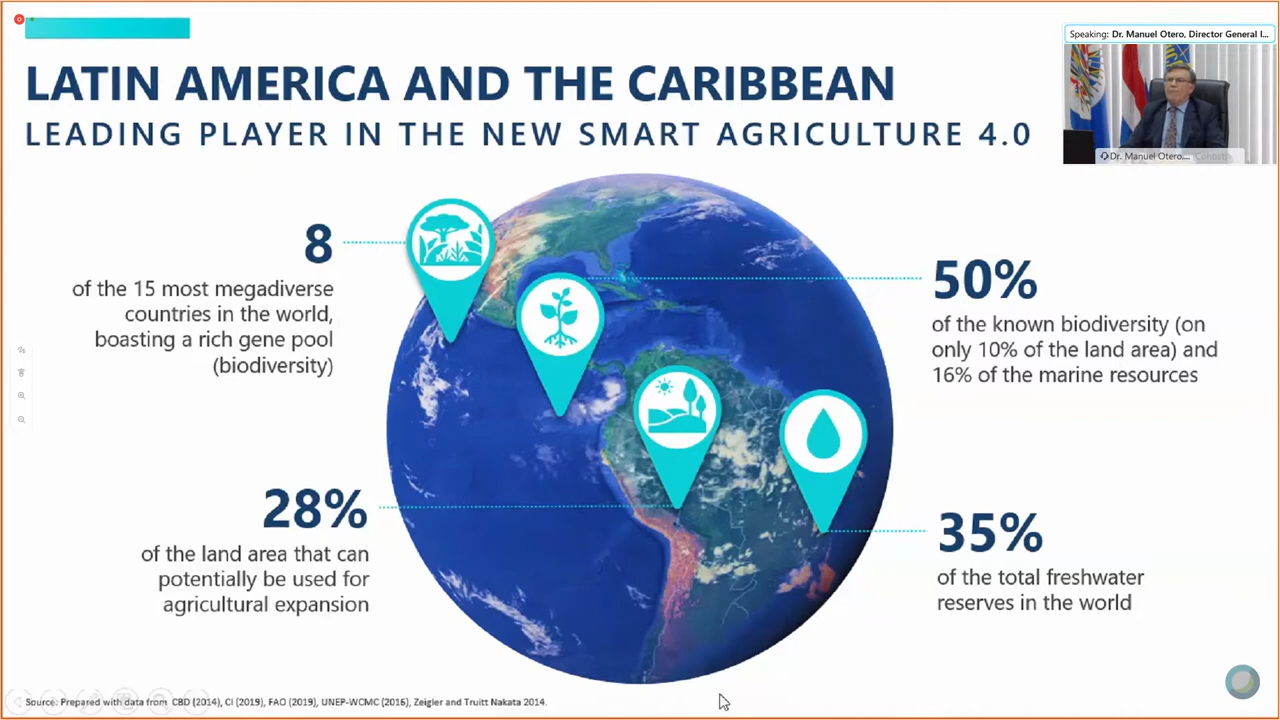 Speaking: Dr. Manuel Otero, Director General I...
LATIN AMERICA AND THE CARIBBEAN
LEADING PLAYER IN THE NEW SMART AGRICULTURE 4.0
Dr. Manuel Otero,... (Cohost)
8
of the 15 most megadiverse
countries in the world,
boasting a rich gene pool
(biodiversity)
50%
of the known biodiversity (on
only 10% of the land area) and
16% of the marine resources
28%
of the land area that can
potentially be used for
agricultural expansion
35%
of the total freshwater
reserves in the world
Source: Prepared with data from CBD (2014), CI (2019), FAO (2019), UNEP-WCMC (2016), Zeigler and Truitt Nakata 2014.